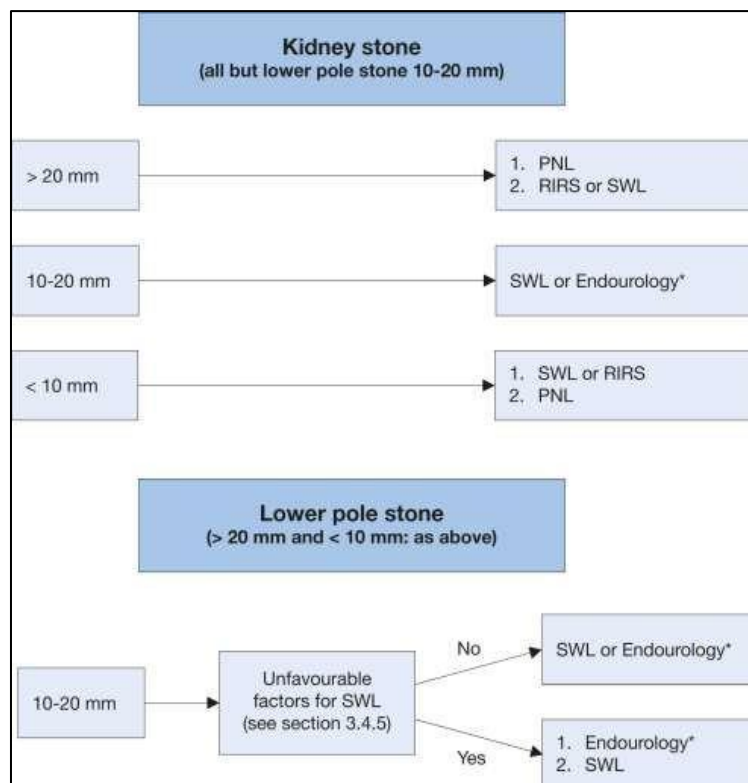 Kidney stone
(all but lower pole stone 10-20 mm)
> 20 mm
1. PNL
2. RIRS or SWL
10-20 mm
SWL or Endourology*
< 10 mm
1. SWL or RIRS
2. PNL
Lower pole stone
(> 20 mm and < 10 mm: as above)
10-20 mm
Unfavourable
factors for SWL
(see section 3.4.5)
No
SWL or Endourology*
Yes
1. Endourology*
2. SWL